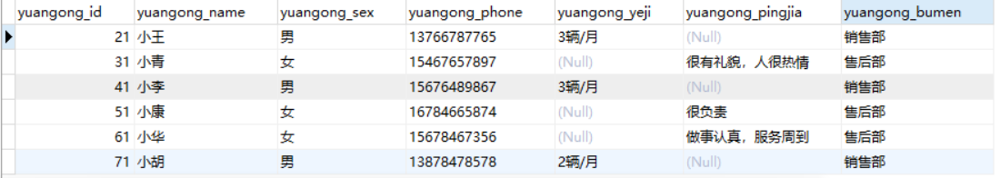 yuangong_id yuangong_name yuangong_sex yuangong_phone yuangong_yeji yuangong_pingjia yuangong_bumen
21 小王 男 13766787765 3辆/月 (Null) 销售部
31 小青 女 15467657897 (Null) 很有礼貌，人很热情 售后部
41 小李 男 15676489867 3辆/月 (Null) 销售部
51 小康 女 16784665874 (Null) 很负责 售后部
61 小华 女 15678467356 (Null) 做事认真，服务周到 售后部
71 小胡 男 13878478578 2辆/月 (Null) 销售部